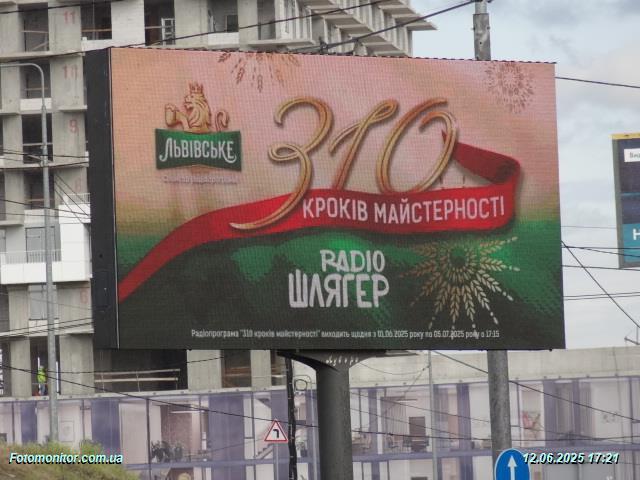 ЛЬВІВСЬКЕ
310
КРОКІВ МАЙСТЕРНОСТІ
RADIO
ШЛЯГЕР
Радіопрограма "310 кроків майстерності" виходить щодня з 01.06.2025 року по 05.07.2025 року о 17:15
Fotomonitor.com.ua
12.06.2025 17:21